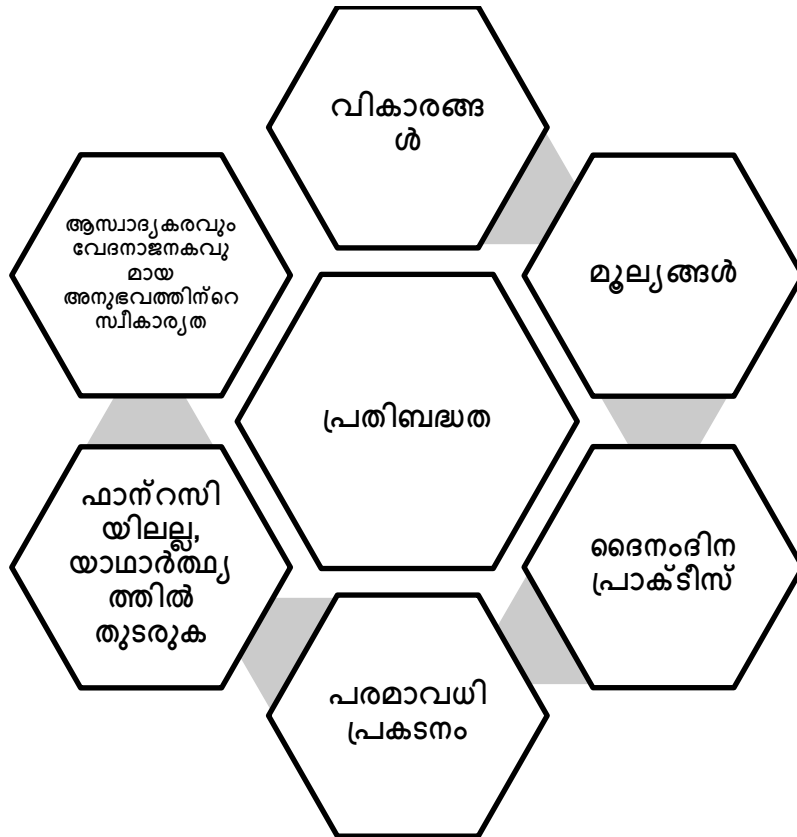 വികാരങ്ങ
ൾ
മൂല്യങ്ങൾ
ദൈനംദിന
പ്രാക്ടീസ്
പരമാവധി
പ്രകടനം
ഫാന്റസി
യിലല്ല,
യാഥാർത്ഥ്യ
ത്തിൽ
തുടരുക
ആസ്വാദ്യകരവും
വേദനാജനകവു
മായ
അനുഭവത്തിന്റെ
സ്വീകാര്യത
പ്രതിബദ്ധത